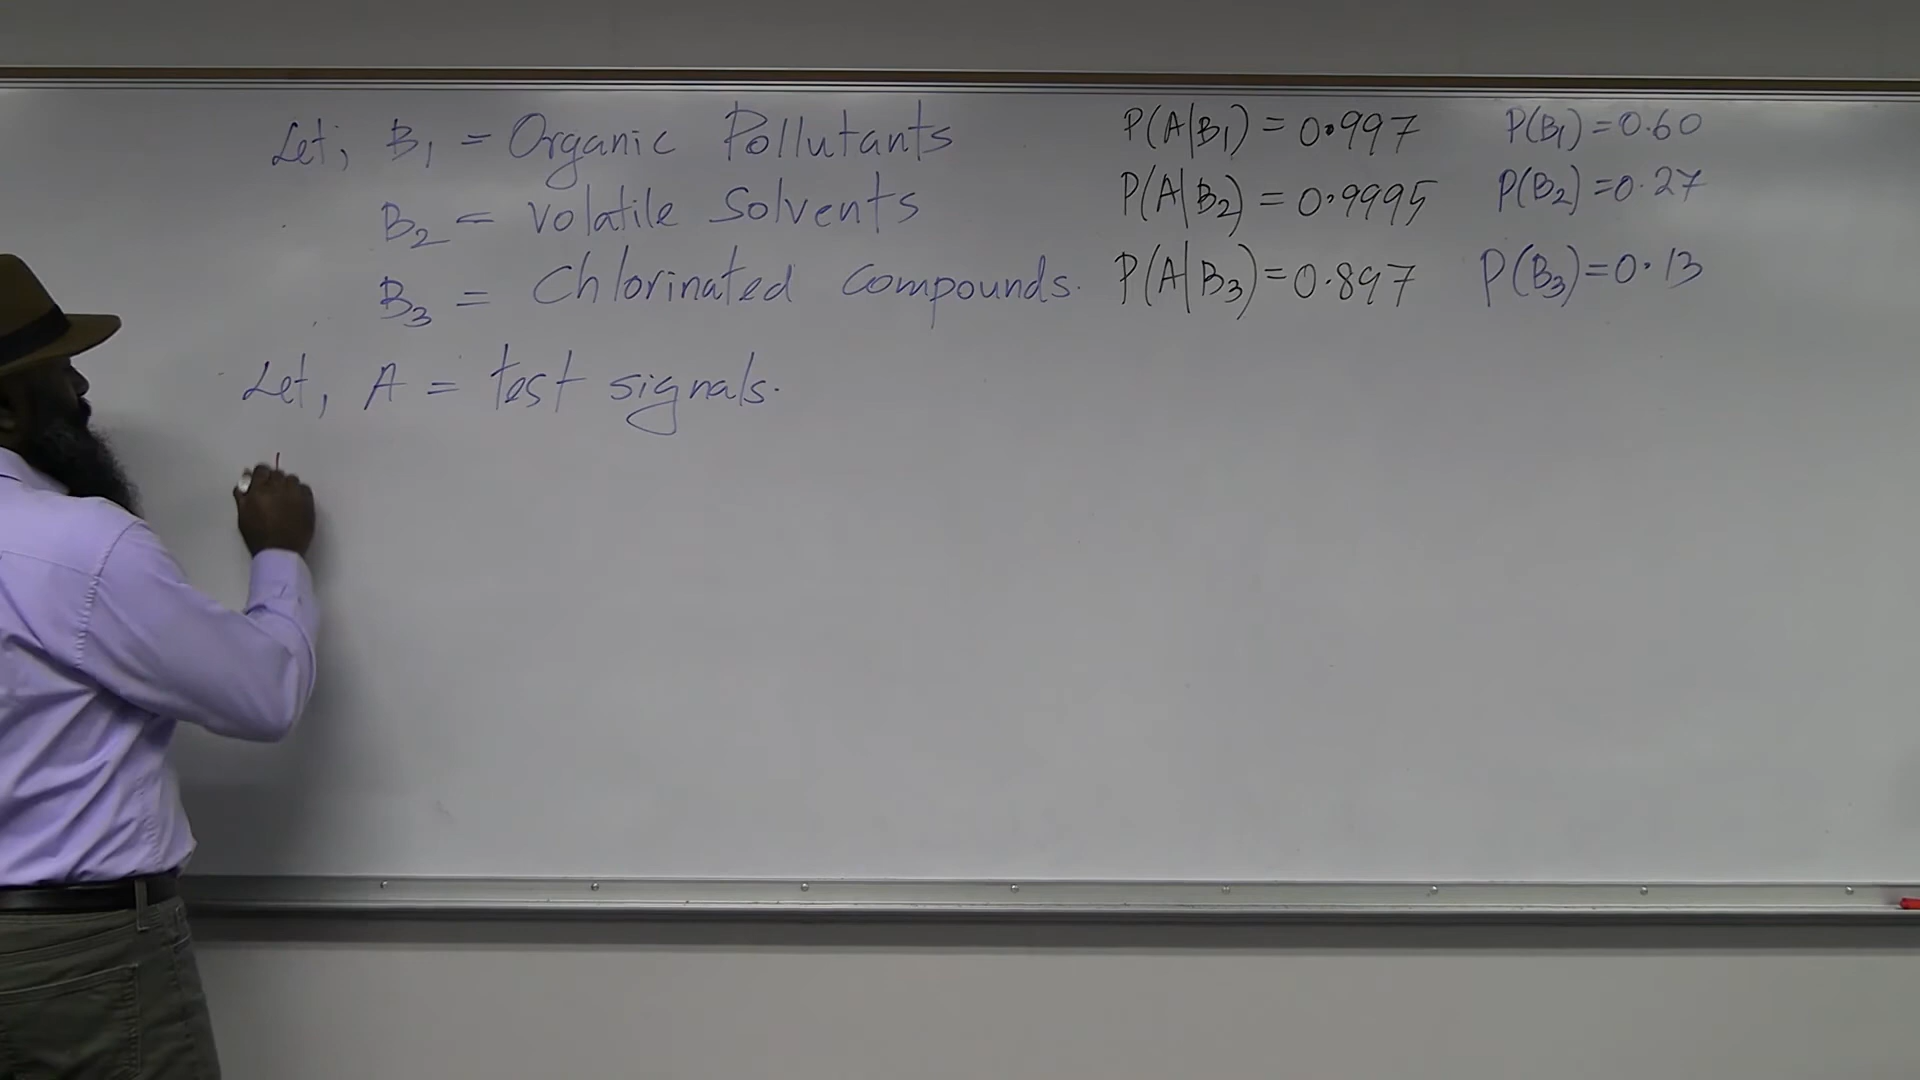 Let; B₁ = Organic Pollutants P(A|B₁) = 0.997 P(B₁) = 0.60
B₂ = Volatile Solvents P(A|B₂) = 0.9995 P(B₂) = 0.27
B₃ = Chlorinated Compounds. P(A|B₃) = 0.897 P(B₃) = 0.13
Let, A = test signals.